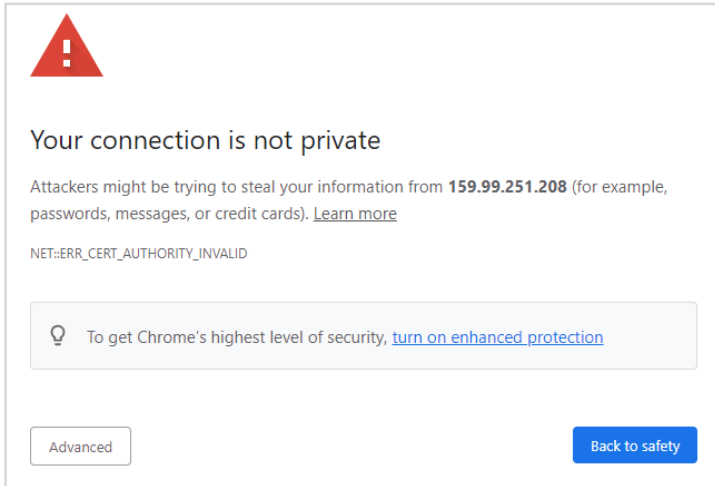 Your connection is not private
Attackers might be trying to steal your information from 159.99.251.208 (for example,
passwords, messages, or credit cards). Learn more
NET::ERR_CERT_AUTHORITY_INVALID
To get Chrome's highest level of security, turn on enhanced protection
Advanced
Back to safety